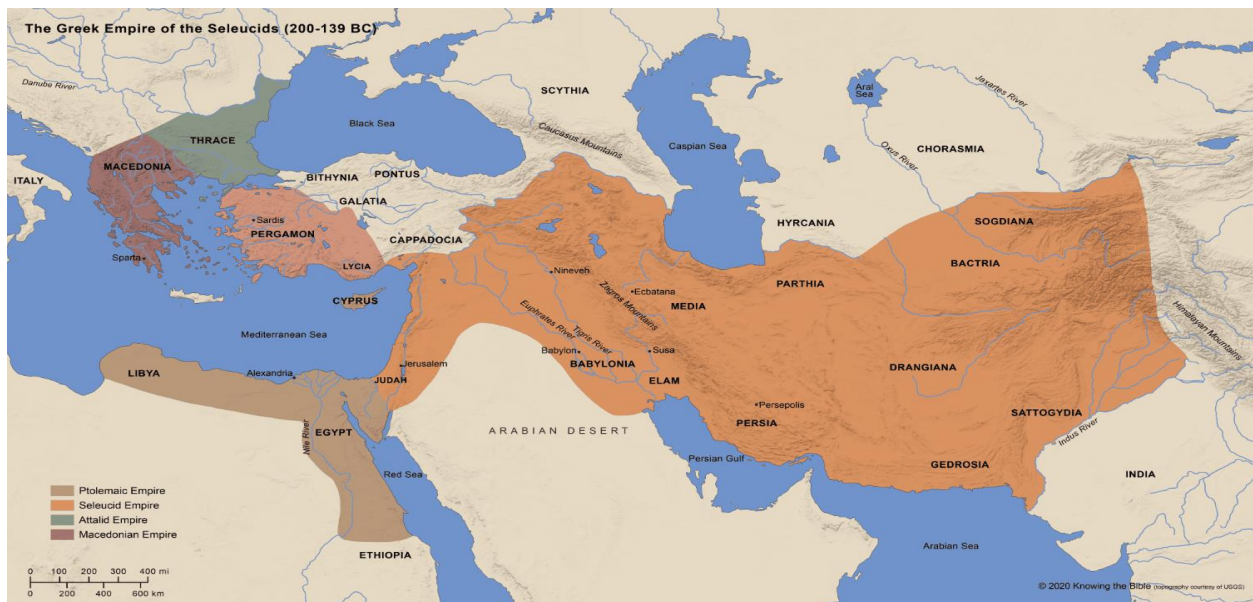 The Greek Empire of the Seleucids (200-139 BC)
Danube River
SCYTHIA
Aral
Sea
Jaxartes River
THRACE
Black Sea
Caucasus Mountains
Caspian Sea
Oxus River
CHORASMIA
MACEDONIA
ITALY
BITHYNIA
PONTUS
GALATIA
HYRCANIA
SOGDIANA
Sardis
PERGAMON
CAPPADOCIA
BACTRIA
Sparta
LYCIA
Nineveh
PARTHIA
CYPRUS
Ecbatana
Zagros Mountains
MEDIA
Himalayan Mountains
Mediterranean Sea
Euphrates River
Tigris River
Babylon
BABYLONIA
Susa
LIBYA
Alexandria
Jerusalem
JUDAH
ELAM
DRANGIANA
Persepolis
PERSIA
SATTOGYDIA
EGYPT
Nile River
ARABIAN DESERT
Indus River
Persian Gulf
GEDROSIA
INDIA
Red Sea
Ptolemaic Empire
Seleucid Empire
Attalid Empire
Macedonian Empire
Arabian Sea
ETHIOPIA
0 100 200 300 400 mi
0 200 400 600 km
© 2020 Knowing the Bible (topography courtesy of USGS)